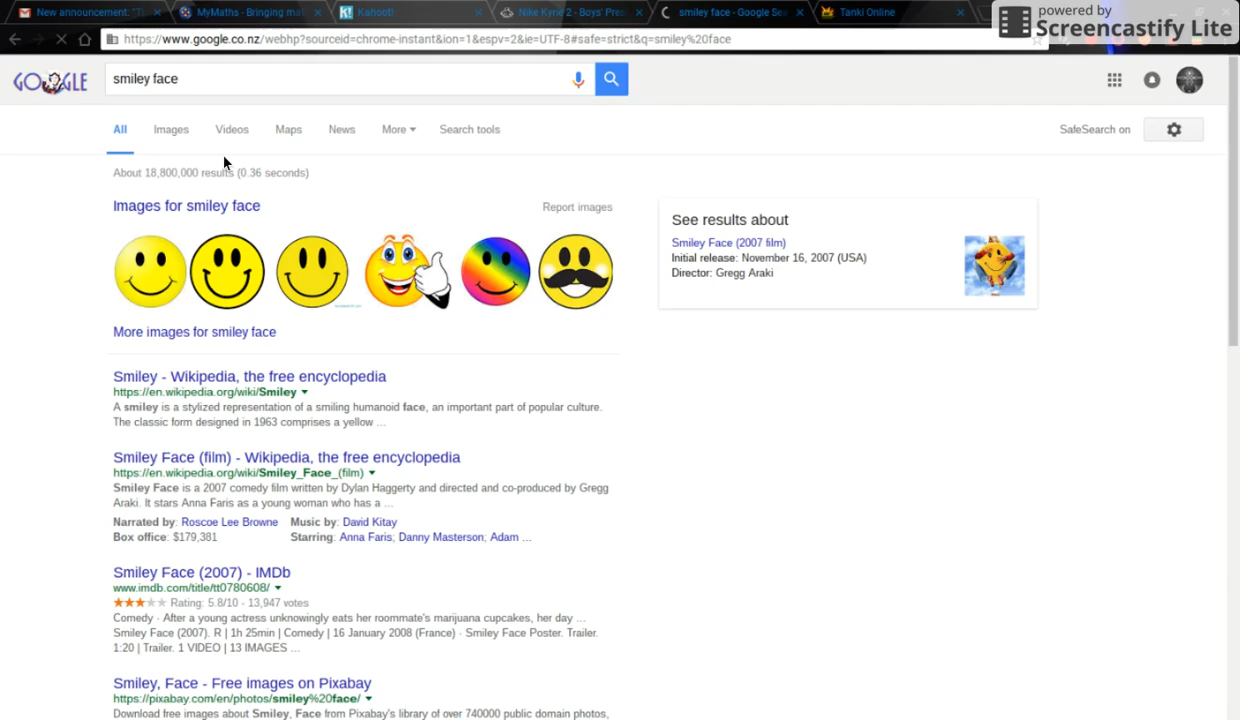 New announcement: "T
MyMaths - Bringing mat
Kahoot!
Nike Kyrie 2 - Boys' Pres
smiley face - Google Sea
Tanki Online
powered by
Screencastify Lite
https://www.google.co.nz/webhp?sourceid=chrome-instant&ion=1&espv=2&ie=UTF-8#safe=strict&q=smiley%20face
GOOGLE
smiley face
All
Images
Videos
Maps
News
More
Search tools
SafeSearch on
About 18,800,000 results (0.36 seconds)
Images for smiley face
Report images
More images for smiley face
See results about
Smiley Face (2007 film)
Initial release: November 16, 2007 (USA)
Director: Gregg Araki
Smiley - Wikipedia, the free encyclopedia
https://en.wikipedia.org/wiki/Smiley
A smiley is a stylized representation of a smiling humanoid face, an important part of popular culture.
The classic form designed in 1963 comprises a yellow ...
Smiley Face (film) - Wikipedia, the free encyclopedia
https://en.wikipedia.org/wiki/Smiley_Face_(film)
Smiley Face is a 2007 comedy film written by Dylan Haggerty and directed and co-produced by Gregg
Araki. It stars Anna Faris as a young woman who has a ...
Narrated by: Roscoe Lee Browne Music by: David Kitay
Box office: $179,381 Starring: Anna Faris; Danny Masterson; Adam ...
Smiley Face (2007) - IMDb
www.imdb.com/title/tt0780608/
Rating: 5.8/10 - 13,947 votes
Comedy · After a young actress unknowingly eats her roommate's marijuana cupcakes, her day ...
Smiley Face (2007). R | 1h 25min | Comedy | 16 January 2008 (France) · Smiley Face Poster. Trailer.
1:20 | Trailer. 1 VIDEO | 13 IMAGES ...
Smiley, Face - Free images on Pixabay
https://pixabay.com/en/photos/smiley%20face/
Download free images about Smiley, Face from Pixabay's library of over 740000 public domain photos,